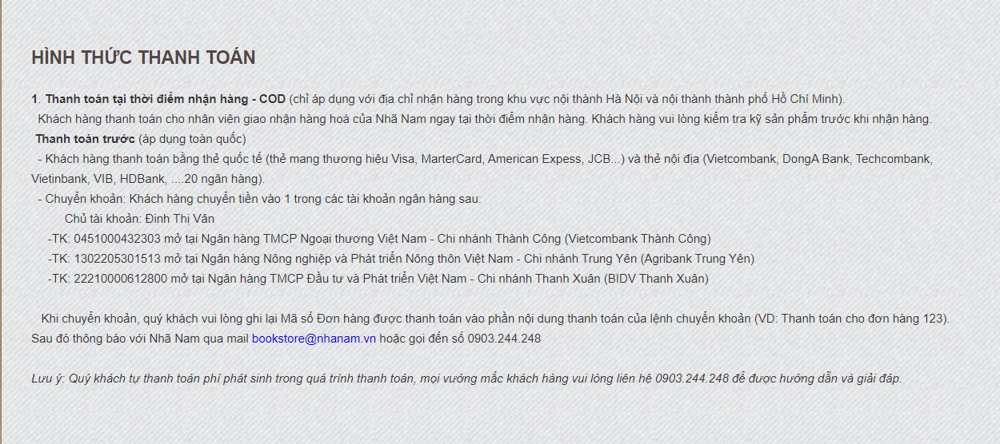 HÌNH THỨC THANH TOÁN
1. Thanh toán tại thời điểm nhận hàng - COD (chỉ áp dụng với địa chỉ nhận hàng trong khu vực nội thành Hà Nội và nội thành thành phố Hồ Chí Minh).
Khách hàng thanh toán cho nhân viên giao nhận hàng hoá của Nhã Nam ngay tại thời điểm nhận hàng. Khách hàng vui lòng kiểm tra kỹ sản phẩm trước khi nhận hàng.
Thanh toán trước (áp dụng toàn quốc)
- Khách hàng thanh toán bằng thẻ quốc tế (thẻ mang thương hiệu Visa, MarterCard, American Expess, JCB...) và thẻ nội địa (Vietcombank, DongA Bank, Techcombank,
Vietinbank, VIB, HDBank, ....20 ngân hàng).
- Chuyển khoản: Khách hàng chuyển tiền vào 1 trong các tài khoản ngân hàng sau:
Chủ tài khoản: Đinh Thị Vân
-TK: 0451000432303 mở tại Ngân hàng TMCP Ngoại thương Việt Nam - Chi nhánh Thành Công (Vietcombank Thành Công)
-TK: 1302205301513 mở tại Ngân hàng Nông nghiệp và Phát triển Nông thôn Việt Nam - Chi nhánh Trung Yên (Agribank Trung Yên)
-TK: 22210000612800 mở tại Ngân hàng TMCP Đầu tư và Phát triển Việt Nam - Chi nhánh Thanh Xuân (BIDV Thanh Xuân)
Khi chuyển khoản, quý khách vui lòng ghi lại Mã số Đơn hàng được thanh toán vào phần nội dung thanh toán của lệnh chuyển khoản (VD: Thanh toán cho đơn hàng 123).
Sau đó thông báo với Nhã Nam qua mail bookstore@nhanam.vn hoặc gọi đến số 0903.244.248
Lưu ý: Quý khách tự thanh toán phí phát sinh trong quá trình thanh toán, mọi vướng mắc khách hàng vui lòng liên hệ 0903.244.248 để được hướng dẫn và giải đáp.